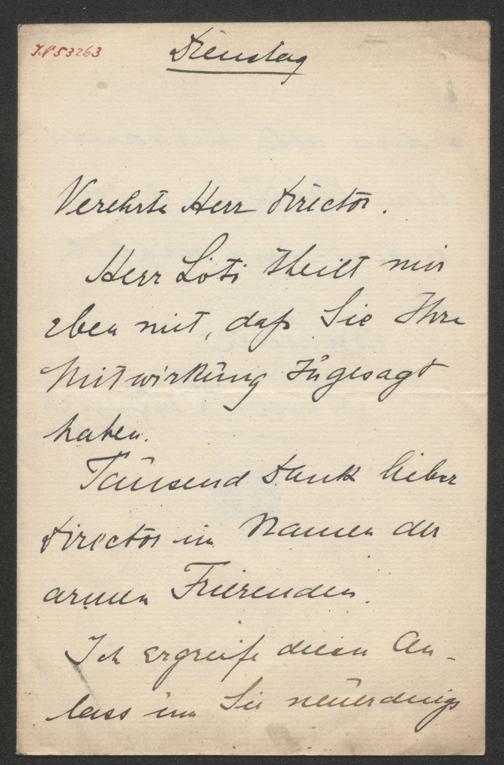 I.N 53263
Dienstag
Verehrte Herr Director.
Herr Loti theilt mir
eben mit, daß Sie Ihre
Mitwirkung zugesagt
haben.
Tausend Dank lieber
Director im Namen der
armen Frierenden.
Ich ergreife diesen An-
lass um Sie neuerdings